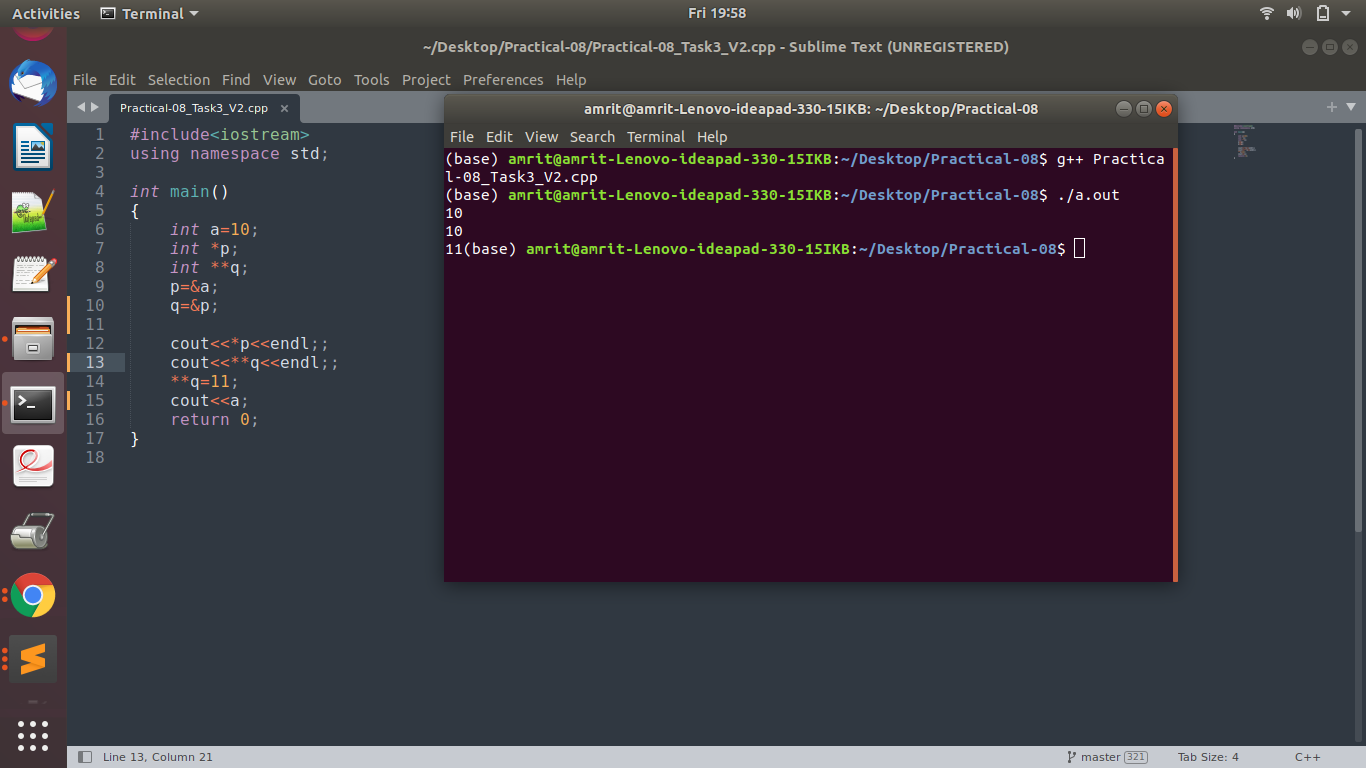 Activities Terminal Fri 19:58
~/Desktop/Practical-08/Practical-08_Task3_V2.cpp - Sublime Text (UNREGISTERED)
File Edit Selection Find View Goto Tools Project Preferences Help
Practical-08_Task3_V2.cpp ×
1 #include<iostream>
2 using namespace std;
3
4 int main()
5 {
6 int a=10;
7 int *p;
8 int **q;
9 p=&a;
10 q=&p;
11
12 cout<<*p<<endl;;
13 cout<<**q<<endl;;
14 **q=11;
15 cout<<a;
16 return 0;
17 }
18
amrit@amrit-Lenovo-ideapad-330-15IKB: ~/Desktop/Practical-08
File Edit View Search Terminal Help
(base) amrit@amrit-Lenovo-ideapad-330-15IKB:~/Desktop/Practical-08$ g++ Practica
l-08_Task3_V2.cpp
(base) amrit@amrit-Lenovo-ideapad-330-15IKB:~/Desktop/Practical-08$ ./a.out
10
10
11(base) amrit@amrit-Lenovo-ideapad-330-15IKB:~/Desktop/Practical-08$
Line 13, Column 21 master 321 Tab Size: 4 C++